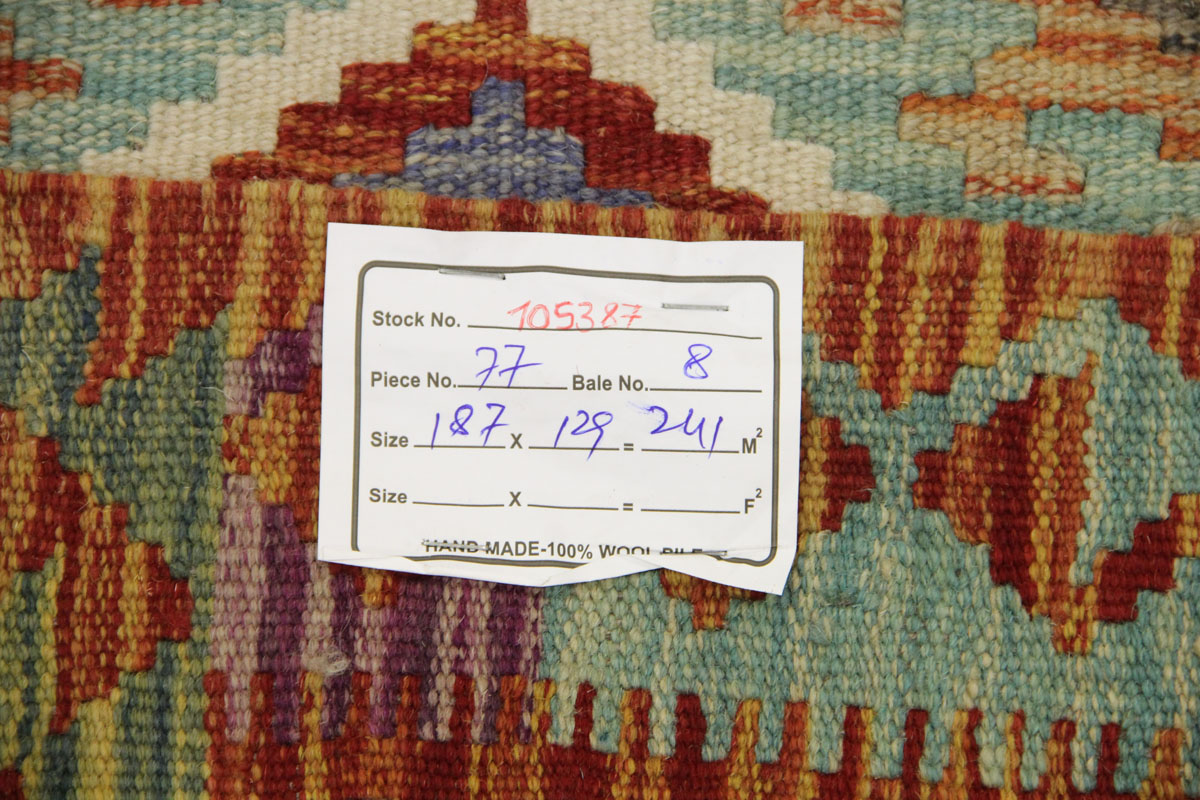 Stock No. 105387
Piece No. 77 Bale No. 8
Size 187 X 129 = 241 M²
Size X = F²
HAND MADE-100% WOOL PILE